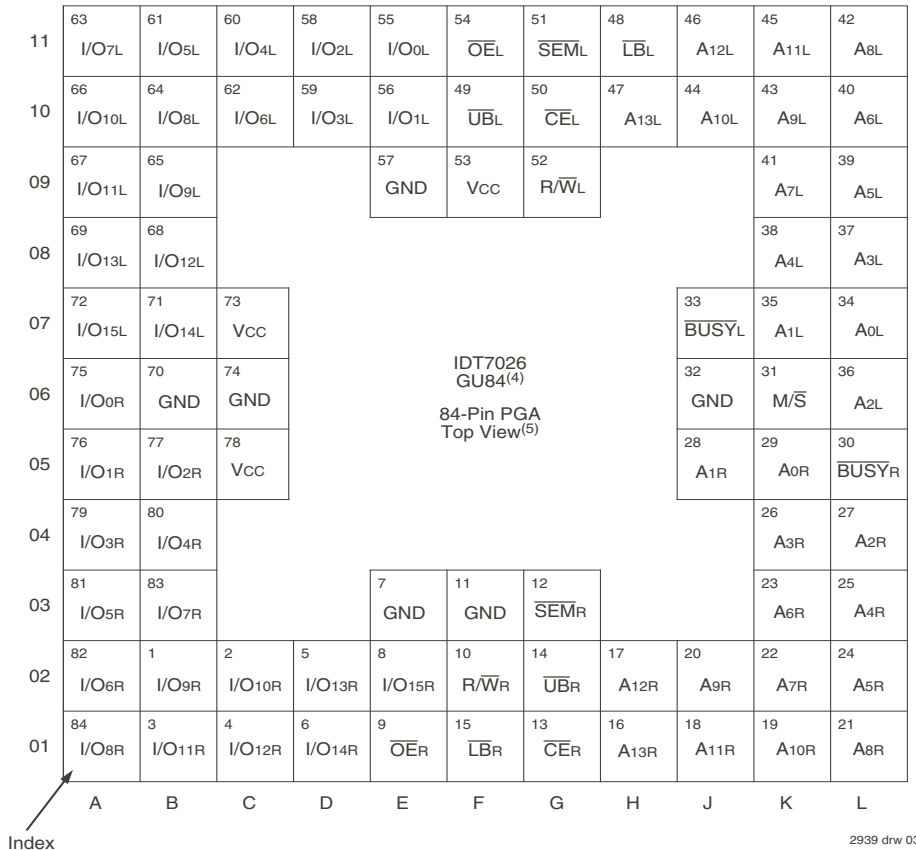 63 61 60 58 55 54 51 48 46 45 42
11 I/O7L I/O5L I/O4L I/O2L I/O0L OEL SEML LBL A12L A11L A8L
66 64 62 59 56 49 50 47 44 43 40
10 I/O10L I/O8L I/O6L I/O3L I/O1L UBL CEL A13L A10L A9L A6L
67 65 57 53 52 41 39
09 I/O11L I/O9L GND VCC R/WL A7L A5L
69 68 38 37
08 I/O13L I/O12L A4L A3L
72 71 73 33 35 34
07 I/O15L I/O14L VCC BUSYL A1L A0L
IDT7026
GU84(4)
84-Pin PGA
Top View(5)
75 70 74 32 31 36
06 I/O0R GND GND GND M/S A2L
76 77 78 28 29 30
05 I/O1R I/O2R VCC A1R A0R BUSYR
79 80 26 27
04 I/O3R I/O4R A3R A2R
81 83 7 11 12 23 25
03 I/O5R I/O7R GND GND SEMR A6R A4R
82 1 2 5 8 10 14 17 20 22 24
02 I/O6R I/O9R I/O10R I/O13R I/O15R R/WR UBR A12R A9R A7R A5R
84 3 4 6 9 15 13 16 18 19 21
01 I/O8R I/O11R I/O12R I/O14R OER LBR CER A13R A11R A10R A8R
A B C D E F G H J K L
Index
2939 drw 03